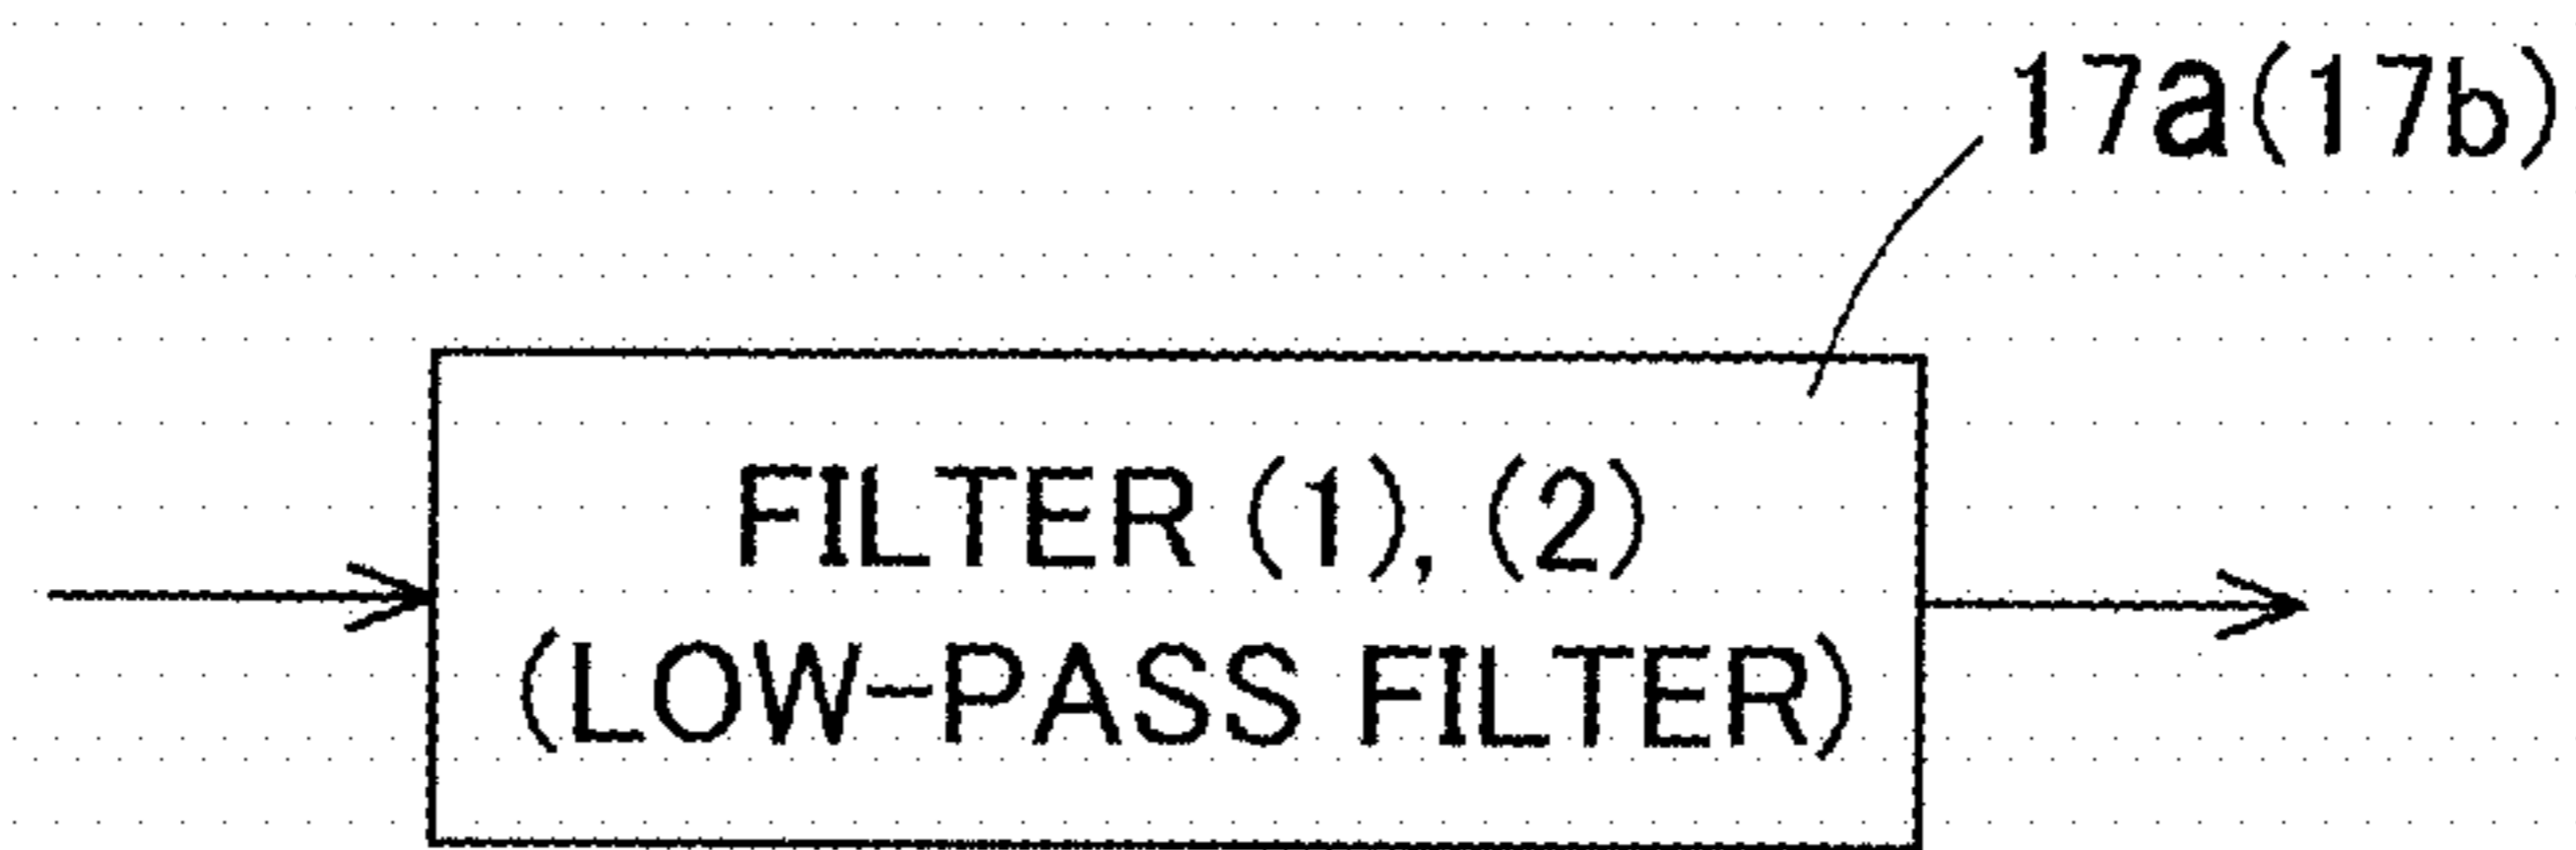 17a(17b)
FILTER (1), (2)
(LOW-PASS FILTER)